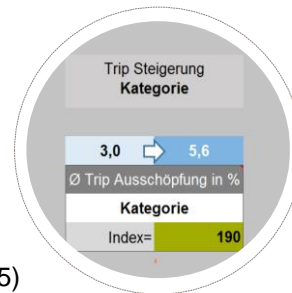 Trip Steigerung
Kategorie
3,0 5,6
Ø Trip Ausschöpfung in %
Kategorie
Index= 190
5)